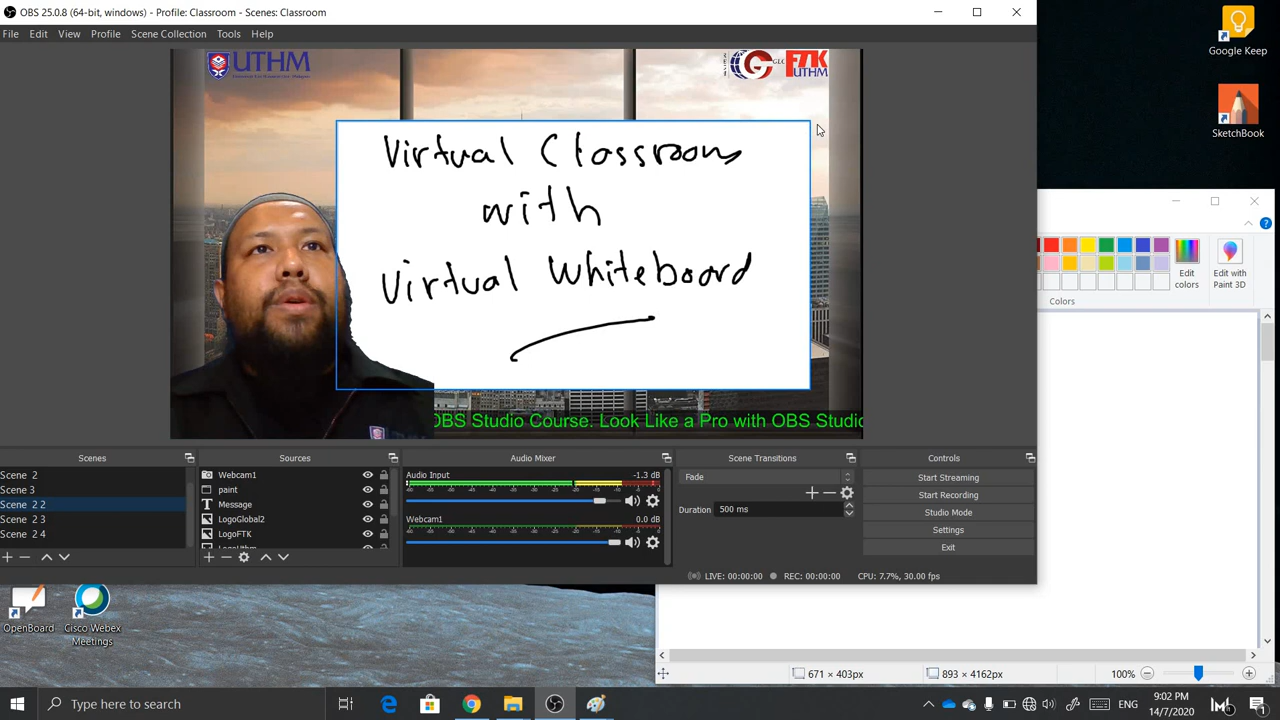 OBS 25.0.8 (64-bit, windows) - Profile: Classroom - Scenes: Classroom
File Edit View Profile Scene Collection Tools Help
UTHM
UTHM
Virtual Classroom
with
Virtual Whiteboard
OBS Studio Course. Look Like a Pro with OBS Studio
Google Keep
SketchBook
Edit colors
Edit with Paint 3D
Colors
Scenes
Scene 2
Scene 3
Scene 2 2
Scene 2 3
Scene 2 4
Sources
Webcam1
paint
Message
LogoGlobal2
LogoFTK
LogoUthm
Audio Mixer
Audio Input -1.3 dB
Webcam1 0.0 dB
Scene Transitions
Fade
Duration 500 ms
Controls
Start Streaming
Start Recording
Studio Mode
Settings
Exit
LIVE: 00:00:00 REC: 00:00:00 CPU: 7.7%, 30.00 fps
OpenBoard
Cisco Webex Meetings
671 × 403px 893 × 4162px 100%
Type here to search
ENG
9:02 PM
14/7/2020
1